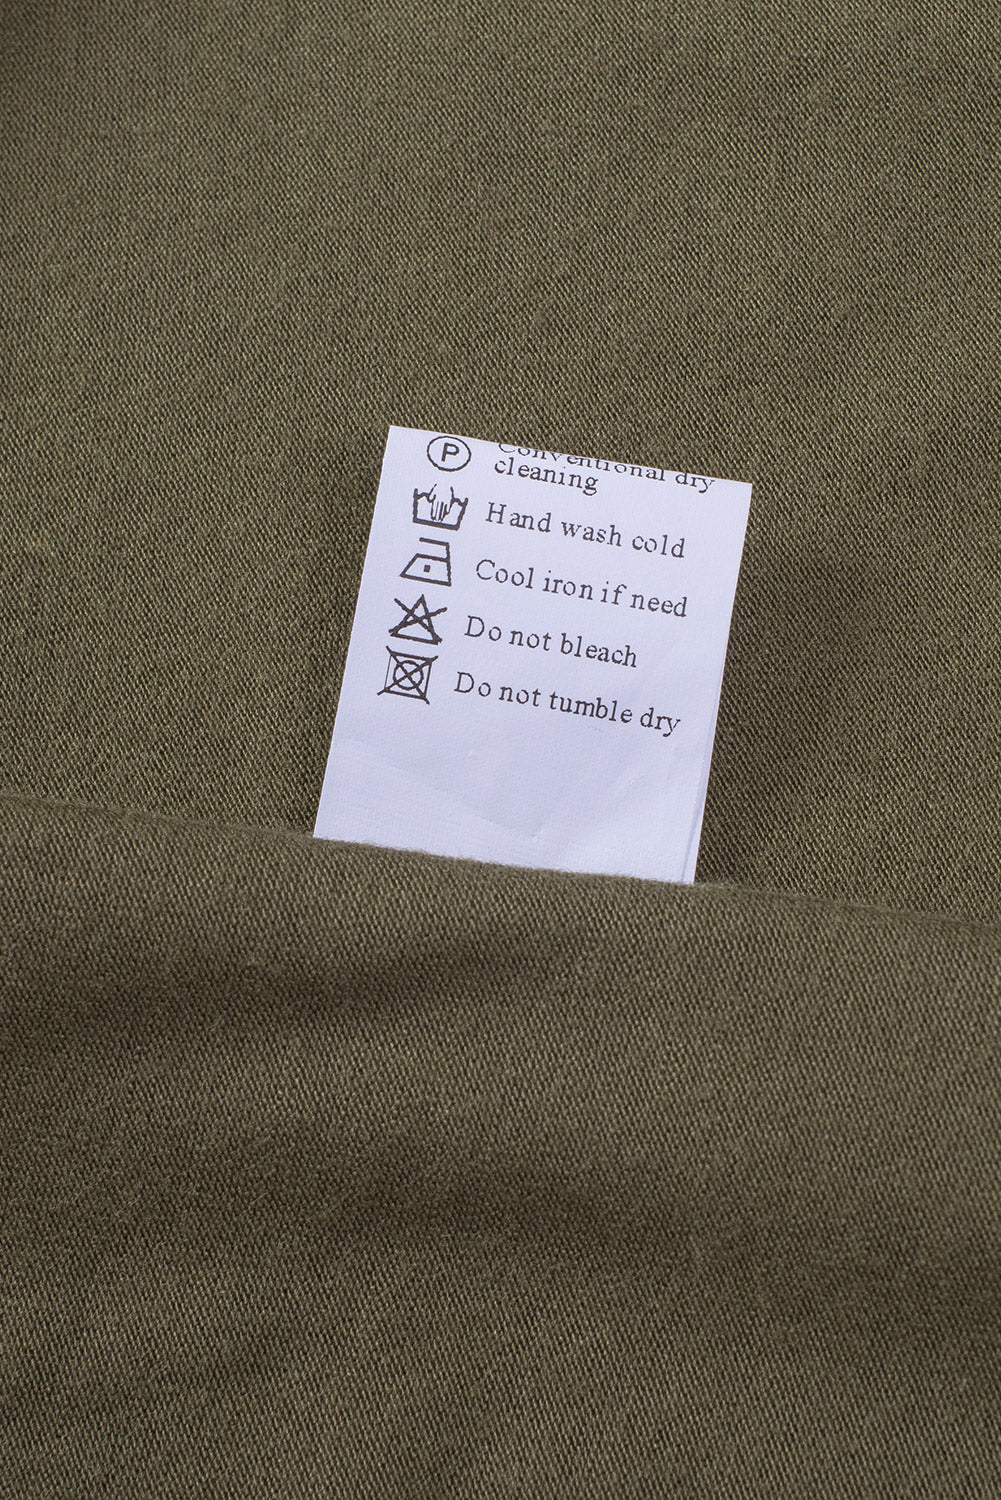 P Conventional dry
cleaning
Hand wash cold
Cool iron if need
Do not bleach
Do not tumble dry